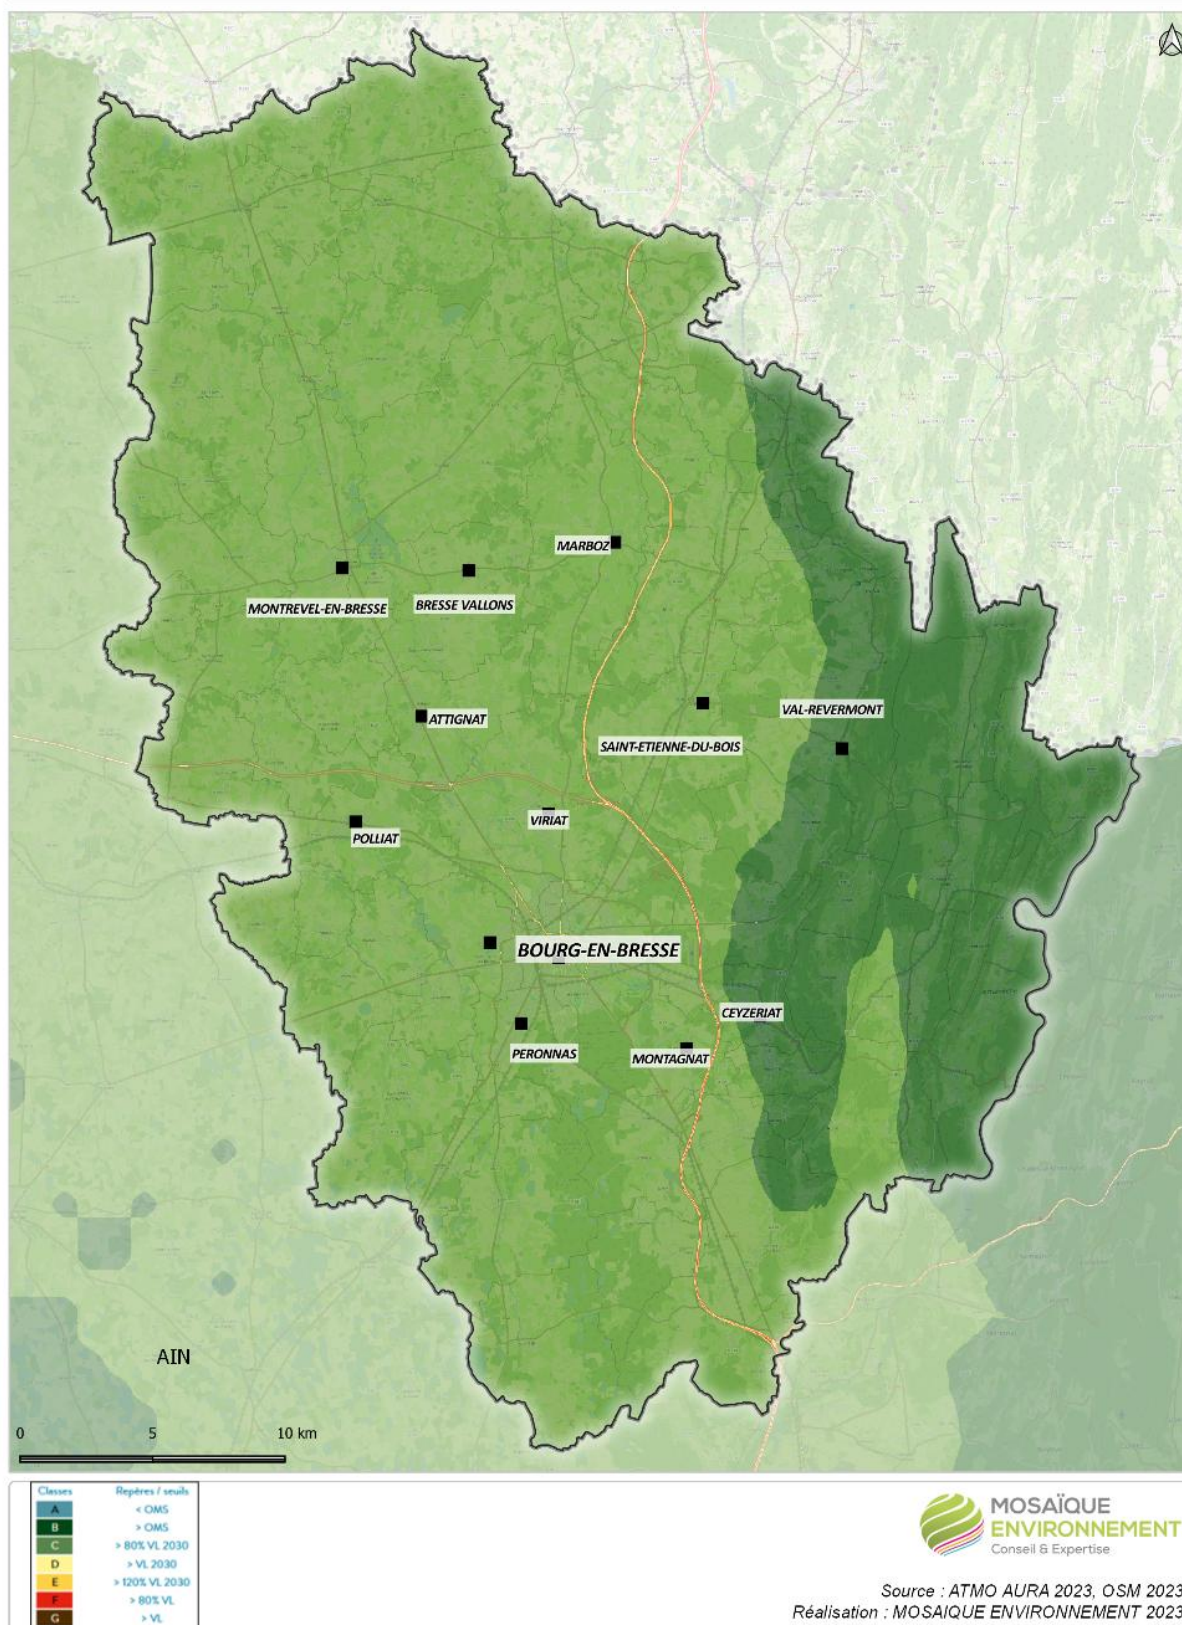 MARBOZ
MONTREVEL-EN-BRESSE
BRESSE VALLONS
ATTIGNAT
SAINT-ETIENNE-DU-BOIS
VAL-REVERMONT
POLLIAT
VIRIAT
BOURG-EN-BRESSE
PERONNAS
MONTAGNAT
CEYZERIAT
AIN
0 5 10 km
Classes Repères / seuils
A < OMS
B > OMS
C > 80% VL 2030
D > VL 2030
E > 120% VL 2030
F > 80% VL
G > VL
MOSAÏQUE
ENVIRONNEMENT
Conseil & Expertise
Source : ATMO AURA 2023, OSM 2023
Réalisation : MOSAIQUE ENVIRONNEMENT 2023